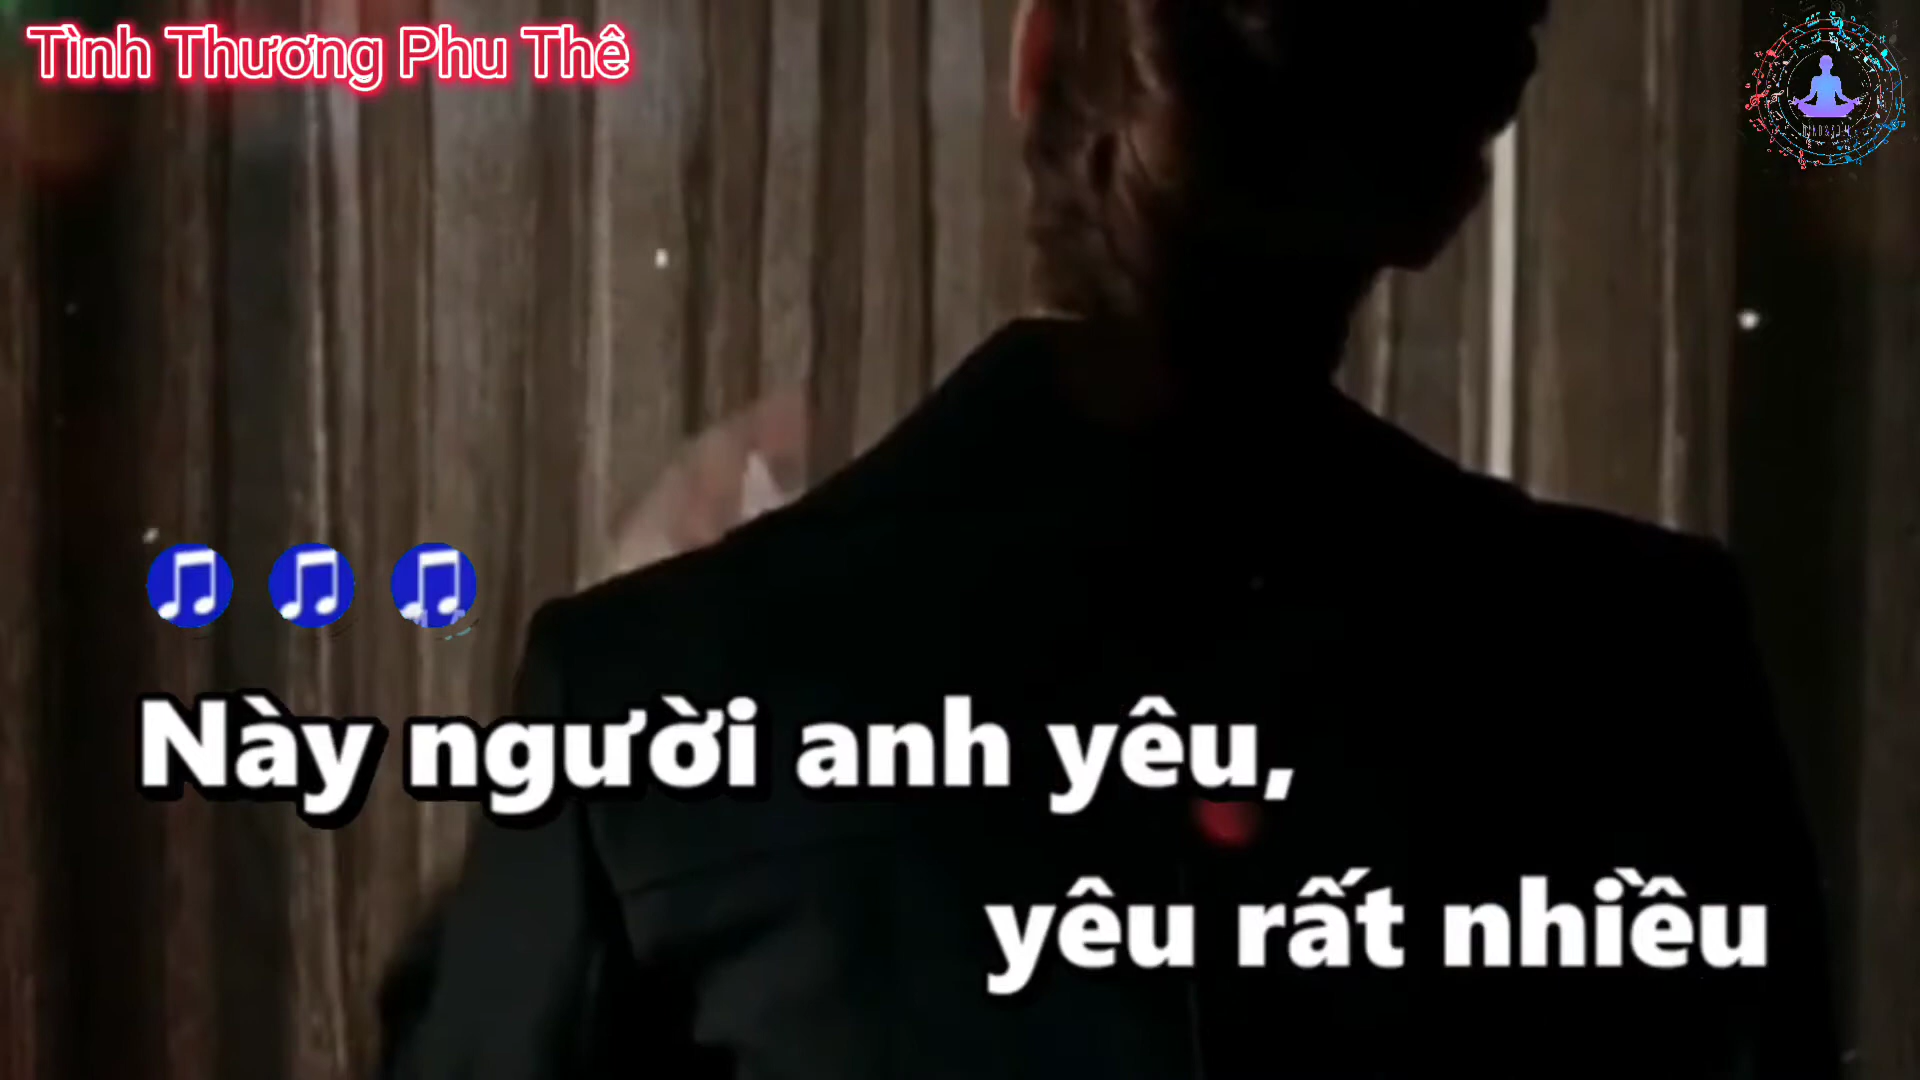 Tình Thương Phu Thê
Này người anh yêu,
yêu rất nhiều